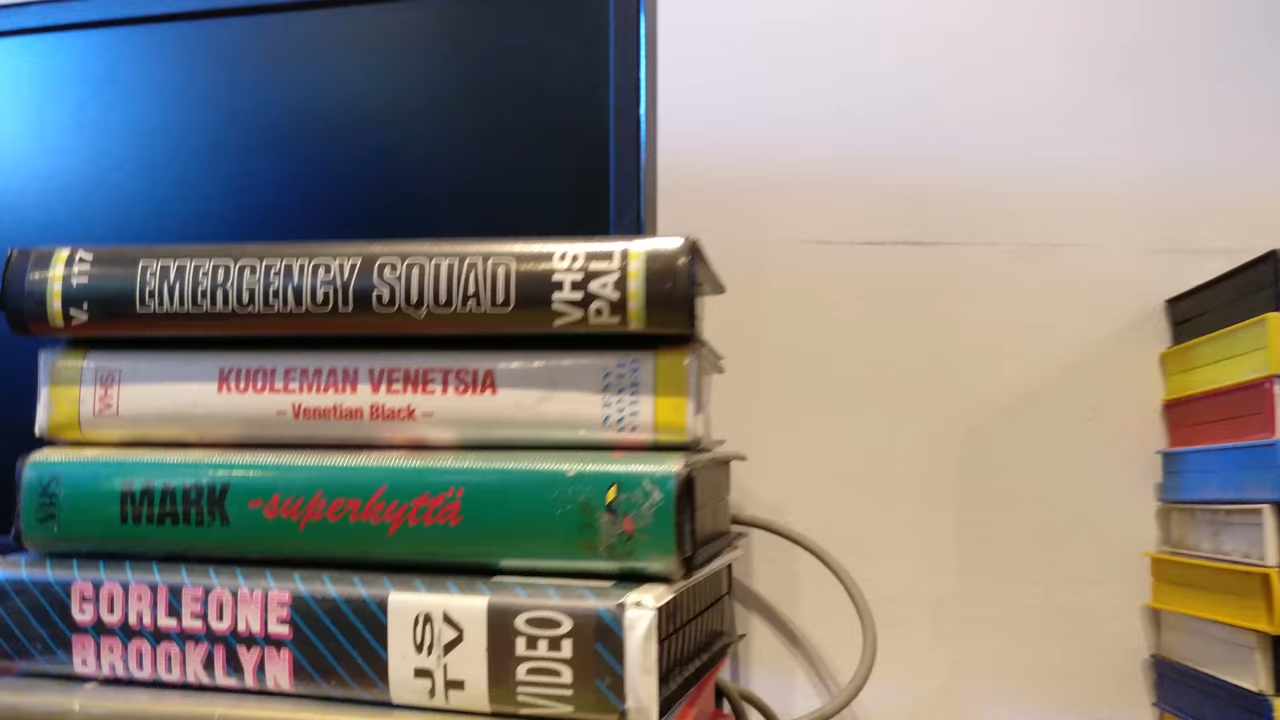 V. 117
EMERGENCY SQUAD
VHS
PAL
VHS
KUOLEMAN VENETSIA
– Venetian Black –
VHS
MARK -superkyttä
GORLEONE
BROOKLYN
JS
TV
VIDEO